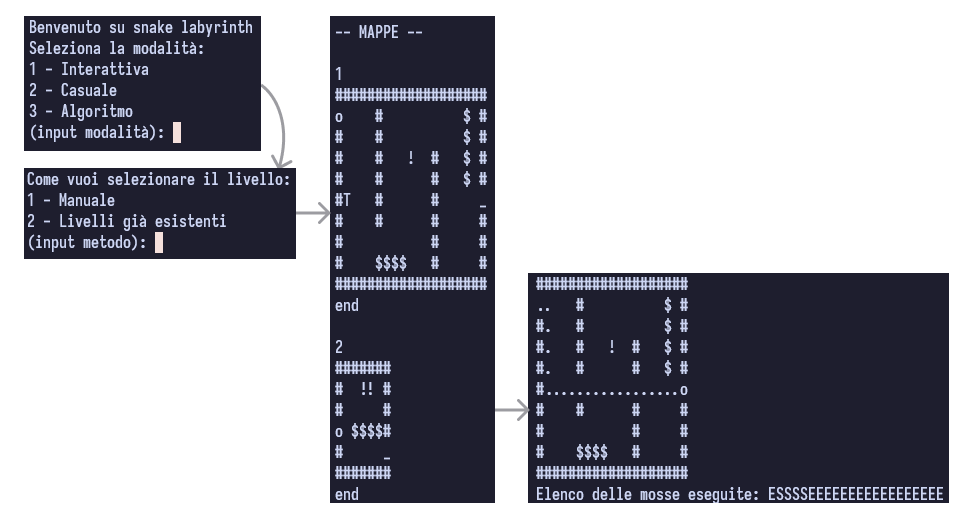 Benvenuto su snake labyrinth
Seleziona la modalità:
1 - Interattiva
2 - Casuale
3 - Algoritmo
(input modalità):
Come vuoi selezionare il livello:
1 - Manuale
2 - Livelli già esistenti
(input metodo):
-- MAPPE --
1
###################
o    #          $ #
#    #          $ #
#    #   !  #   $ #
#    #      #   $ #
#T   #      #     _
#    #      #     #
#           #     #
#    $$$$   #     #
###################
end
2
#######
#  !! #
#     #
o $$$$#
#     _
#######
end
###################
..   #          $ #
#.   #          $ #
#.   #   !  #   $ #
#.   #      #   $ #
#.................o
#    #      #     #
#           #     #
#    $$$$   #     #
###################
Elenco delle mosse eseguite: ESSSSEEEEEEEEEEEEEEEEE